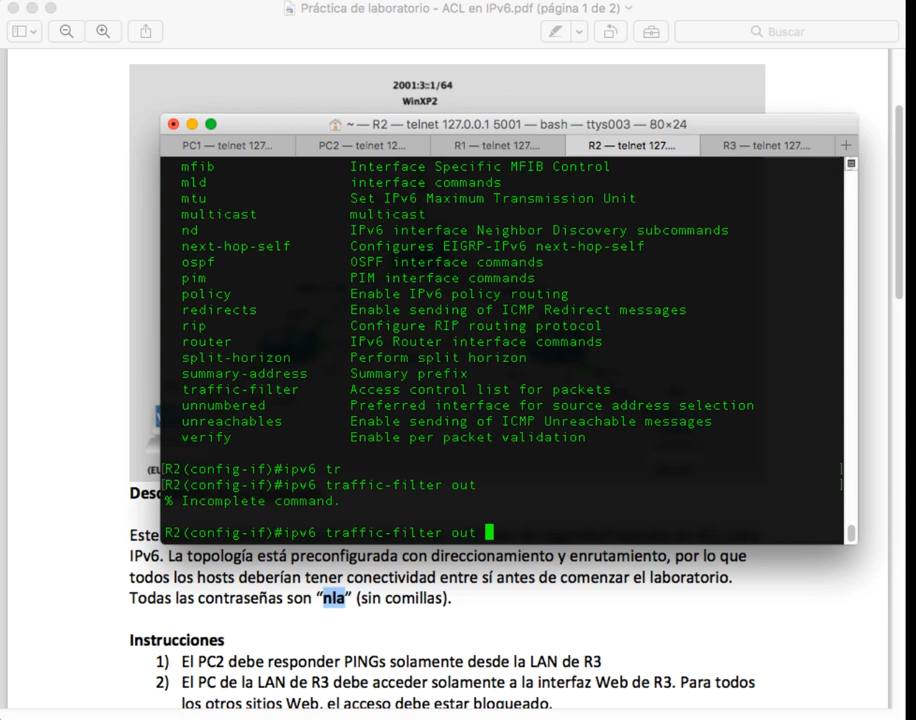 Práctica de laboratorio - ACL en IPv6.pdf (página 1 de 2)
Buscar
2001:3::1/64
WinXP2
~ — R2 — telnet 127.0.0.1 5001 — bash — ttys003 — 80×24
PC1 — telnet 127... PC2 — telnet 12... R1 — telnet 127.... R2 — telnet 127.... R3 — telnet 127....
mfib Interface Specific MFIB Control
mld interface commands
mtu Set IPv6 Maximum Transmission Unit
multicast multicast
nd IPv6 interface Neighbor Discovery subcommands
next-hop-self Configures EIGRP-IPv6 next-hop-self
ospf OSPF interface commands
pim PIM interface commands
policy Enable IPv6 policy routing
redirects Enable sending of ICMP Redirect messages
rip Configure RIP routing protocol
router IPv6 Router interface commands
split-horizon Perform split horizon
summary-address Summary prefix
traffic-filter Access control list for packets
unnumbered Preferred interface for source address selection
unreachables Enable sending of ICMP Unreachable messages
verify Enable per packet validation
[R2(config-if)#ipv6 tr ]
[R2(config-if)#ipv6 traffic-filter out ]
% Incomplete command.
R2(config-if)#ipv6 traffic-filter out
(EU
Desc
Este
IPv6. La topología está preconfigurada con direccionamiento y enrutamiento, por lo que
todos los hosts deberían tener conectividad entre sí antes de comenzar el laboratorio.
Todas las contraseñas son “nla” (sin comillas).
Instrucciones
1) El PC2 debe responder PINGs solamente desde la LAN de R3
2) El PC de la LAN de R3 debe acceder solamente a la interfaz Web de R3. Para todos
los otros sitios Web, el acceso debe estar bloqueado.